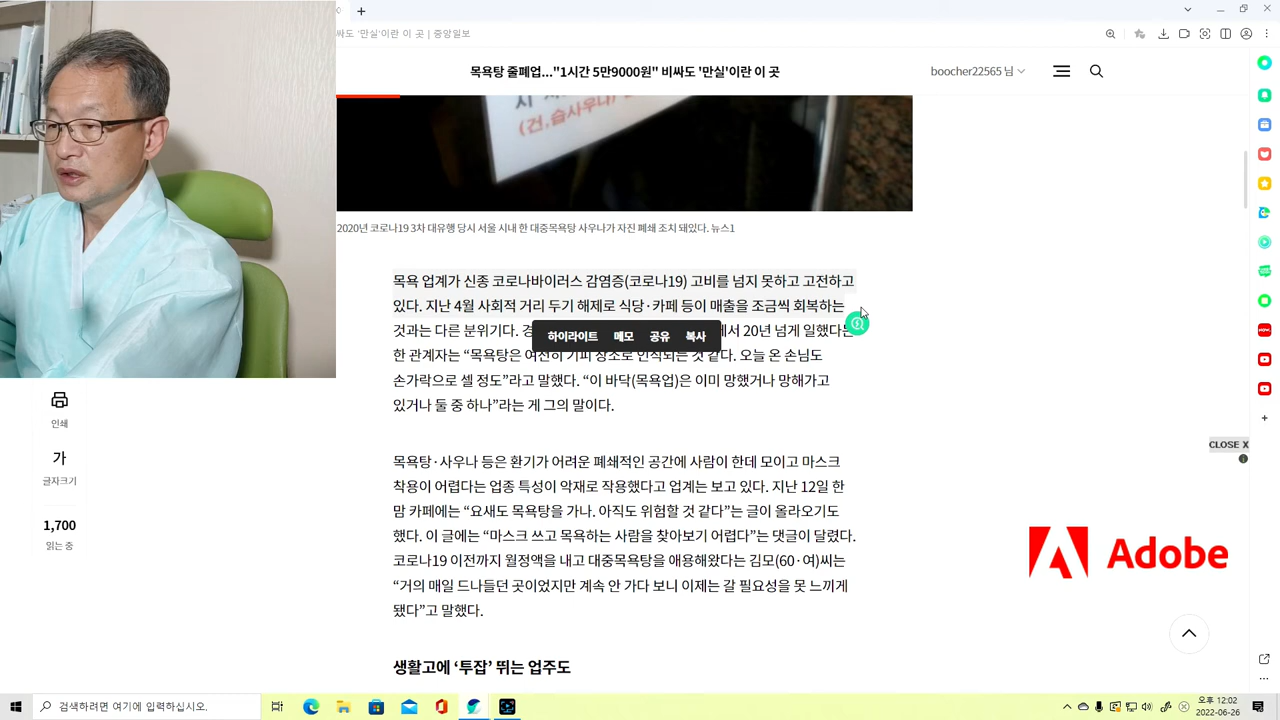 싸도 '만실'이란 이 곳 | 중앙일보
목욕탕 줄폐업..."1시간 5만9000원" 비싸도 '만실'이란 이 곳
boocher22565 님
(건,습사우나)
2020년 코로나19 3차 대유행 당시 서울 시내 한 대중목욕탕 사우나가 자진 폐쇄 조치 돼있다. 뉴스1
목욕 업계가 신종 코로나바이러스 감염증(코로나19) 고비를 넘지 못하고 고전하고
있다. 지난 4월 사회적 거리 두기 해제로 식당·카페 등이 매출을 조금씩 회복하는
것과는 다른 분위기다. 경
에서 20년 넘게 일했다는
하이라이트 메모 공유 복사
한 관계자는 “목욕탕은 여전히 기피 장소로 인식되는 것 같다. 오늘 온 손님도
손가락으로 셀 정도”라고 말했다. “이 바닥(목욕업)은 이미 망했거나 망해가고
있거나 둘 중 하나”라는 게 그의 말이다.
목욕탕·사우나 등은 환기가 어려운 폐쇄적인 공간에 사람이 한데 모이고 마스크
착용이 어렵다는 업종 특성이 악재로 작용했다고 업계는 보고 있다. 지난 12일 한
맘 카페에는 “요새도 목욕탕을 가나. 아직도 위험할 것 같다”는 글이 올라오기도
했다. 이 글에는 “마스크 쓰고 목욕하는 사람을 찾아보기 어렵다”는 댓글이 달렸다.
코로나19 이전까지 월정액을 내고 대중목욕탕을 애용해왔다는 김모(60·여)씨는
“거의 매일 드나들던 곳이었지만 계속 안 가다 보니 이제는 갈 필요성을 못 느끼게
됐다”고 말했다.
생활고에 ‘투잡’ 뛰는 업주도
인쇄
가
글자크기
1,700
읽는 중
CLOSE X
Adobe
검색하려면 여기에 입력하십시오.
오후 12:02
2022-06-26